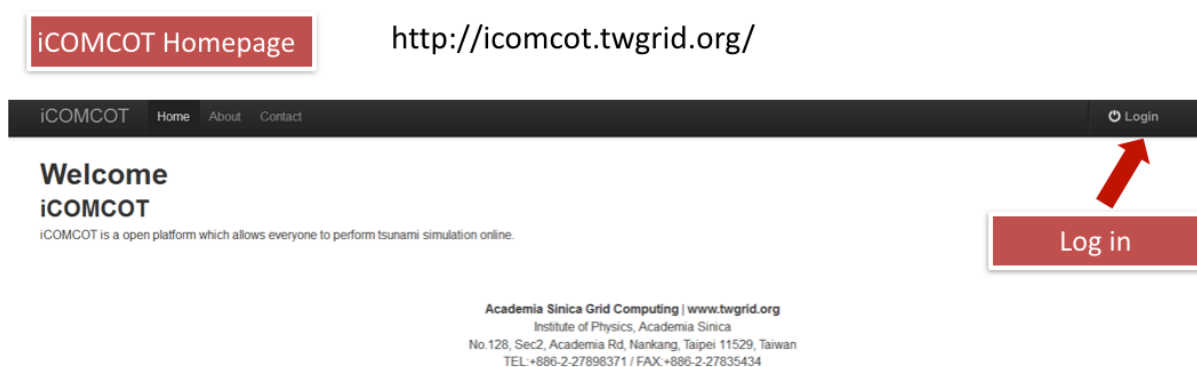 iCOMCOT Homepage
http://icomcot.twgrid.org/
iCOMCOT Home About Contact Login
Welcome
iCOMCOT
iCOMCOT is a open platform which allows everyone to perform tsunami simulation online.
Log in
Academia Sinica Grid Computing | www.twgrid.org
Institute of Physics, Academia Sinica
No.128, Sec2, Academia Rd, Nankang, Taipei 11529, Taiwan
TEL:+886-2-27898371 / FAX:+886-2-27835434